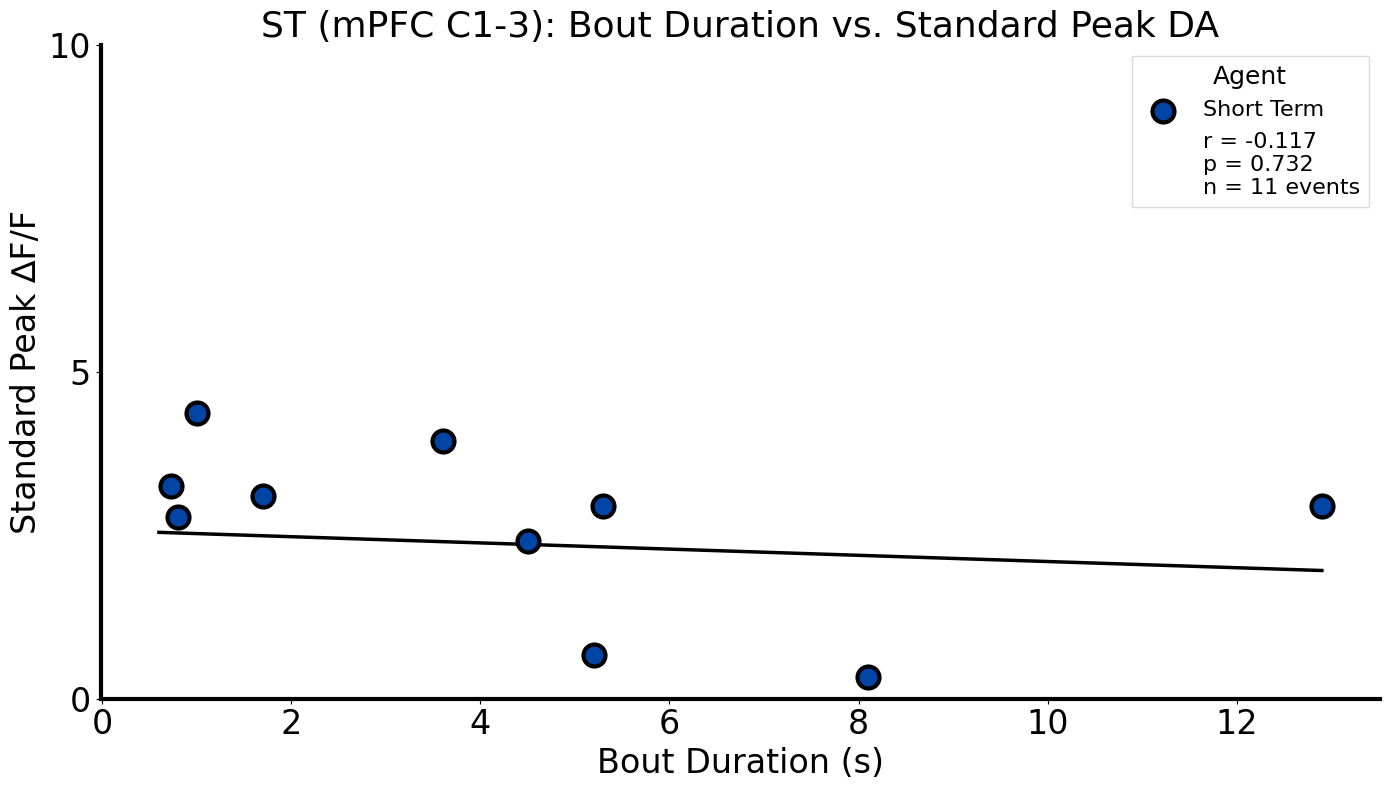 ST (mPFC C1-3): Bout Duration vs. Standard Peak DA
Agent
Short Term
r = -0.117
p = 0.732
n = 11 events
Standard Peak ΔF/F
10
5
0
0 2 4 6 8 10 12
Bout Duration (s)